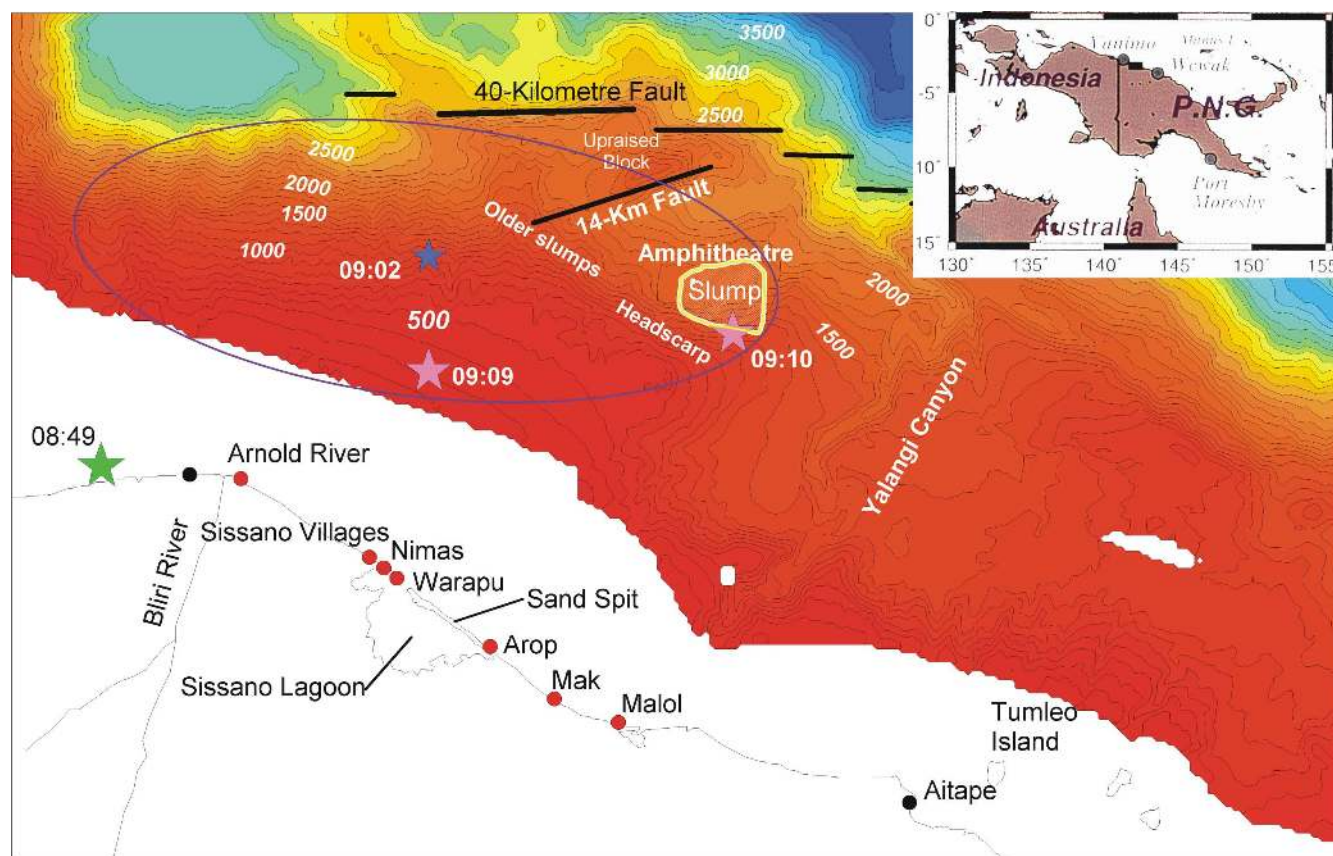 3500
3000
2500
40-Kilometre Fault
Upraised
Block
2500
2000
1500
1000
14-Km Fault
Older slumps
Amphitheatre
Slump
09:02
500
Headscarp
09:10
09:09
2000
1500
Yalangi Canyon
08:49
Arnold River
Bliri River
Sissano Villages
Nimas
Warapu
Sand Spit
Arop
Sissano Lagoon
Mak
Malol
Tumleo
Island
Aitape
0°
-5°
-10°
-15°
130°
135°
140°
145°
150°
155
Vanimo
Manus I.
Wewak
Indonesia
P.N.G.
Port
Moresby
Australia